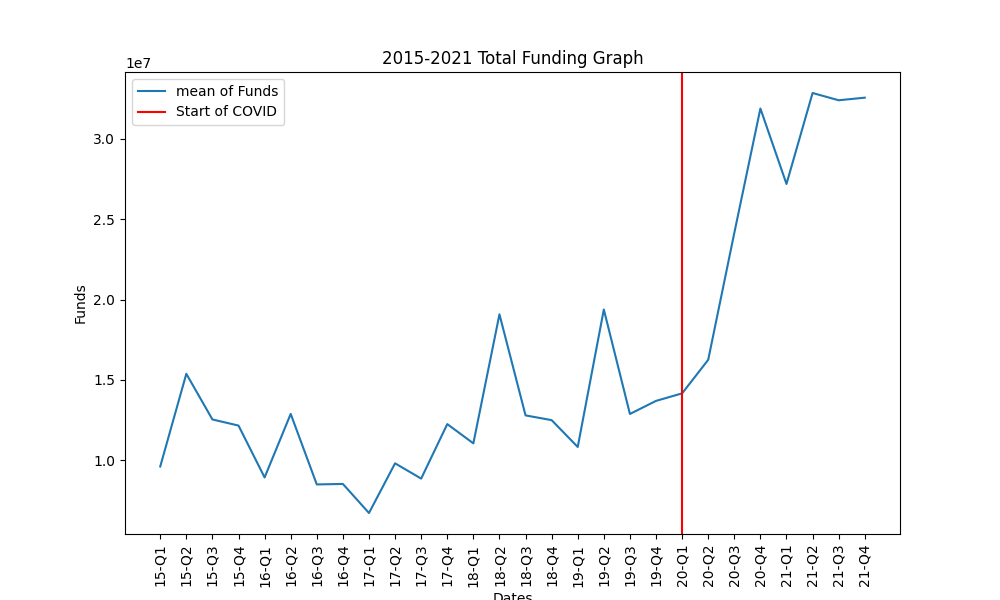 2015-2021 Total Funding Graph
1e7
mean of Funds
Start of COVID
3.0
2.5
2.0
1.5
1.0
Funds
15-Q1
15-Q2
15-Q3
15-Q4
16-Q1
16-Q2
16-Q3
16-Q4
17-Q1
17-Q2
17-Q3
17-Q4
18-Q1
18-Q2
18-Q3
18-Q4
19-Q1
19-Q2
19-Q3
19-Q4
20-Q1
20-Q2
20-Q3
20-Q4
21-Q1
21-Q2
21-Q3
21-Q4
Dates